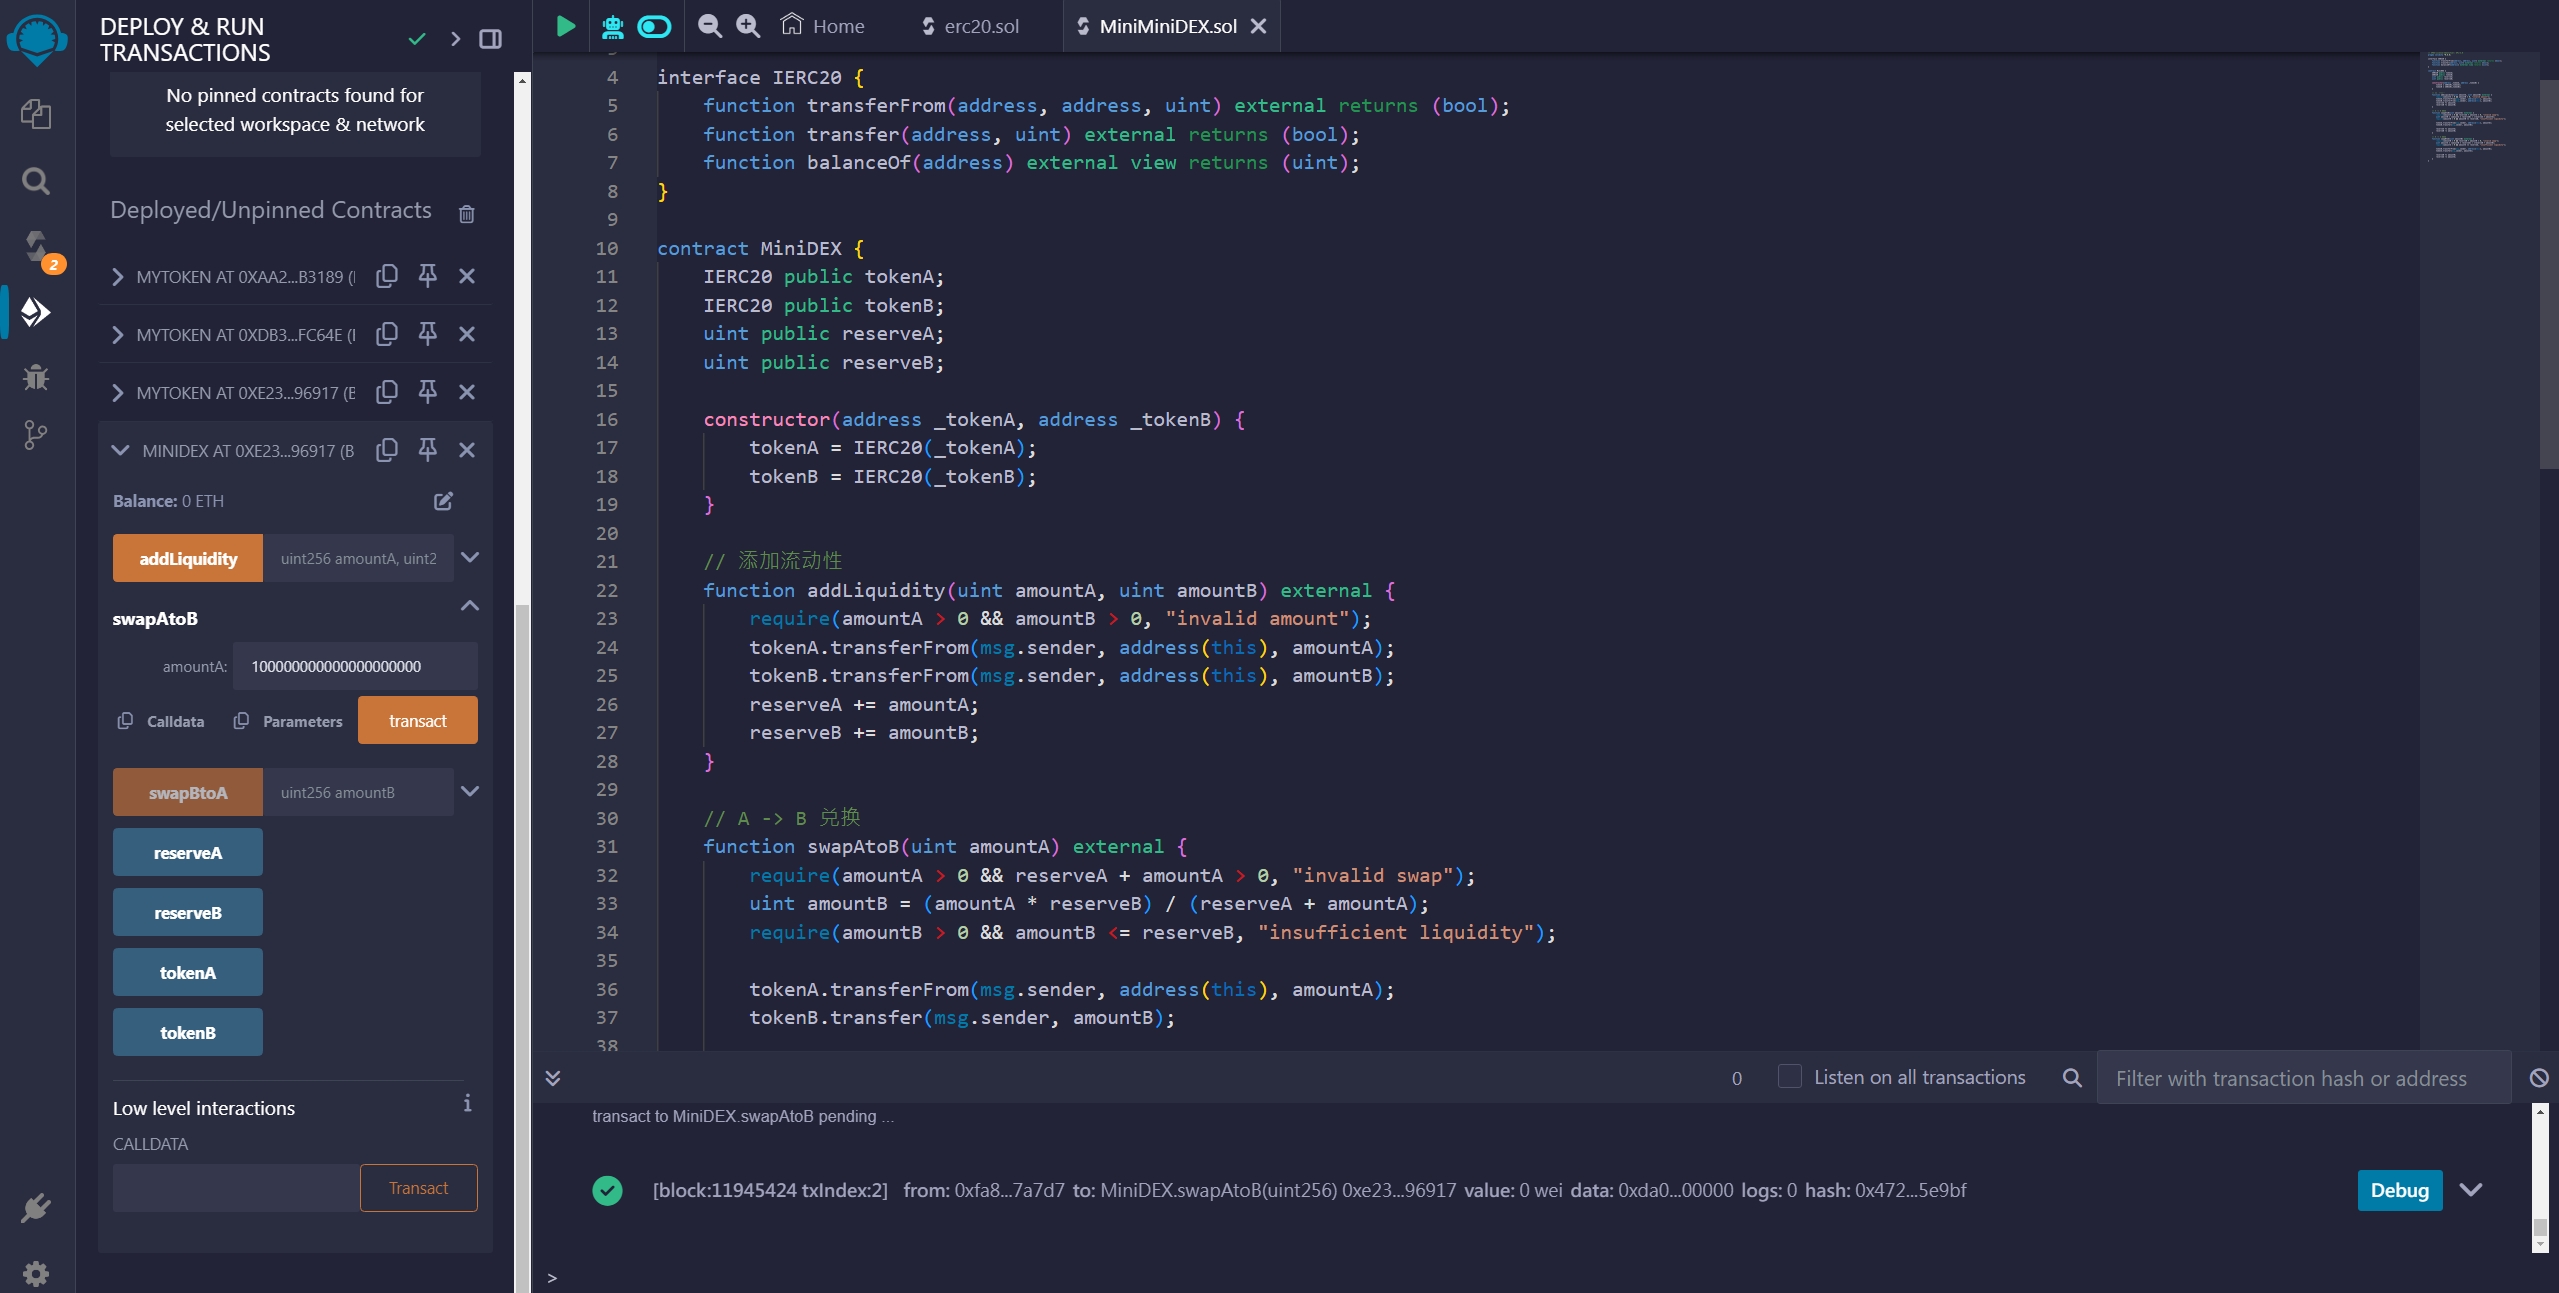 DEPLOY & RUN
TRANSACTIONS
No pinned contracts found for
selected workspace & network
Deployed/Unpinned Contracts
2
MYTOKEN AT 0XAA2...B3189 (
MYTOKEN AT 0XDB3...FC64E (
MYTOKEN AT 0XE23...96917 (B
MINIDEX AT 0XE23...96917 (B
Balance: 0 ETH
addLiquidity uint256 amountA, uint2
swapAtoB
amountA: 100000000000000000000
Calldata Parameters transact
swapBtoA uint256 amountB
reserveA
reserveB
tokenA
tokenB
Low level interactions i
CALLDATA
Transact
Home erc20.sol MiniMiniDEX.sol
4 interface IERC20 {
5 function transferFrom(address, address, uint) external returns (bool);
6 function transfer(address, uint) external returns (bool);
7 function balanceOf(address) external view returns (uint);
8 }
9
10 contract MiniDEX {
11 IERC20 public tokenA;
12 IERC20 public tokenB;
13 uint public reserveA;
14 uint public reserveB;
15
16 constructor(address _tokenA, address _tokenB) {
17 tokenA = IERC20(_tokenA);
18 tokenB = IERC20(_tokenB);
19 }
20
21 // 添加流动性
22 function addLiquidity(uint amountA, uint amountB) external {
23 require(amountA > 0 && amountB > 0, "invalid amount");
24 tokenA.transferFrom(msg.sender, address(this), amountA);
25 tokenB.transferFrom(msg.sender, address(this), amountB);
26 reserveA += amountA;
27 reserveB += amountB;
28 }
29
30 // A -> B 兑换
31 function swapAtoB(uint amountA) external {
32 require(amountA > 0 && reserveA + amountA > 0, "invalid swap");
33 uint amountB = (amountA * reserveB) / (reserveA + amountA);
34 require(amountB > 0 && amountB <= reserveB, "insufficient liquidity");
35
36 tokenA.transferFrom(msg.sender, address(this), amountA);
37 tokenB.transfer(msg.sender, amountB);
38
0 Listen on all transactions Filter with transaction hash or address
transact to MiniDEX.swapAtoB pending ...
[block:11945424 txIndex:2] from: 0xfa8...7a7d7 to: MiniDEX.swapAtoB(uint256) 0xe23...96917 value: 0 wei data: 0xda0...00000 logs: 0 hash: 0x472...5e9bf Debug
>